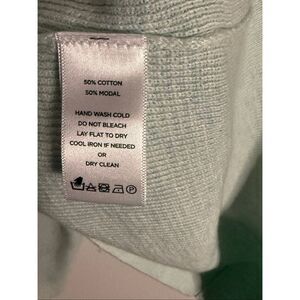 50% COTTON
50% MODAL
HAND WASH COLD
DO NOT BLEACH
LAY FLAT TO DRY
COOL IRON IF NEEDED
OR
DRY CLEAN
P